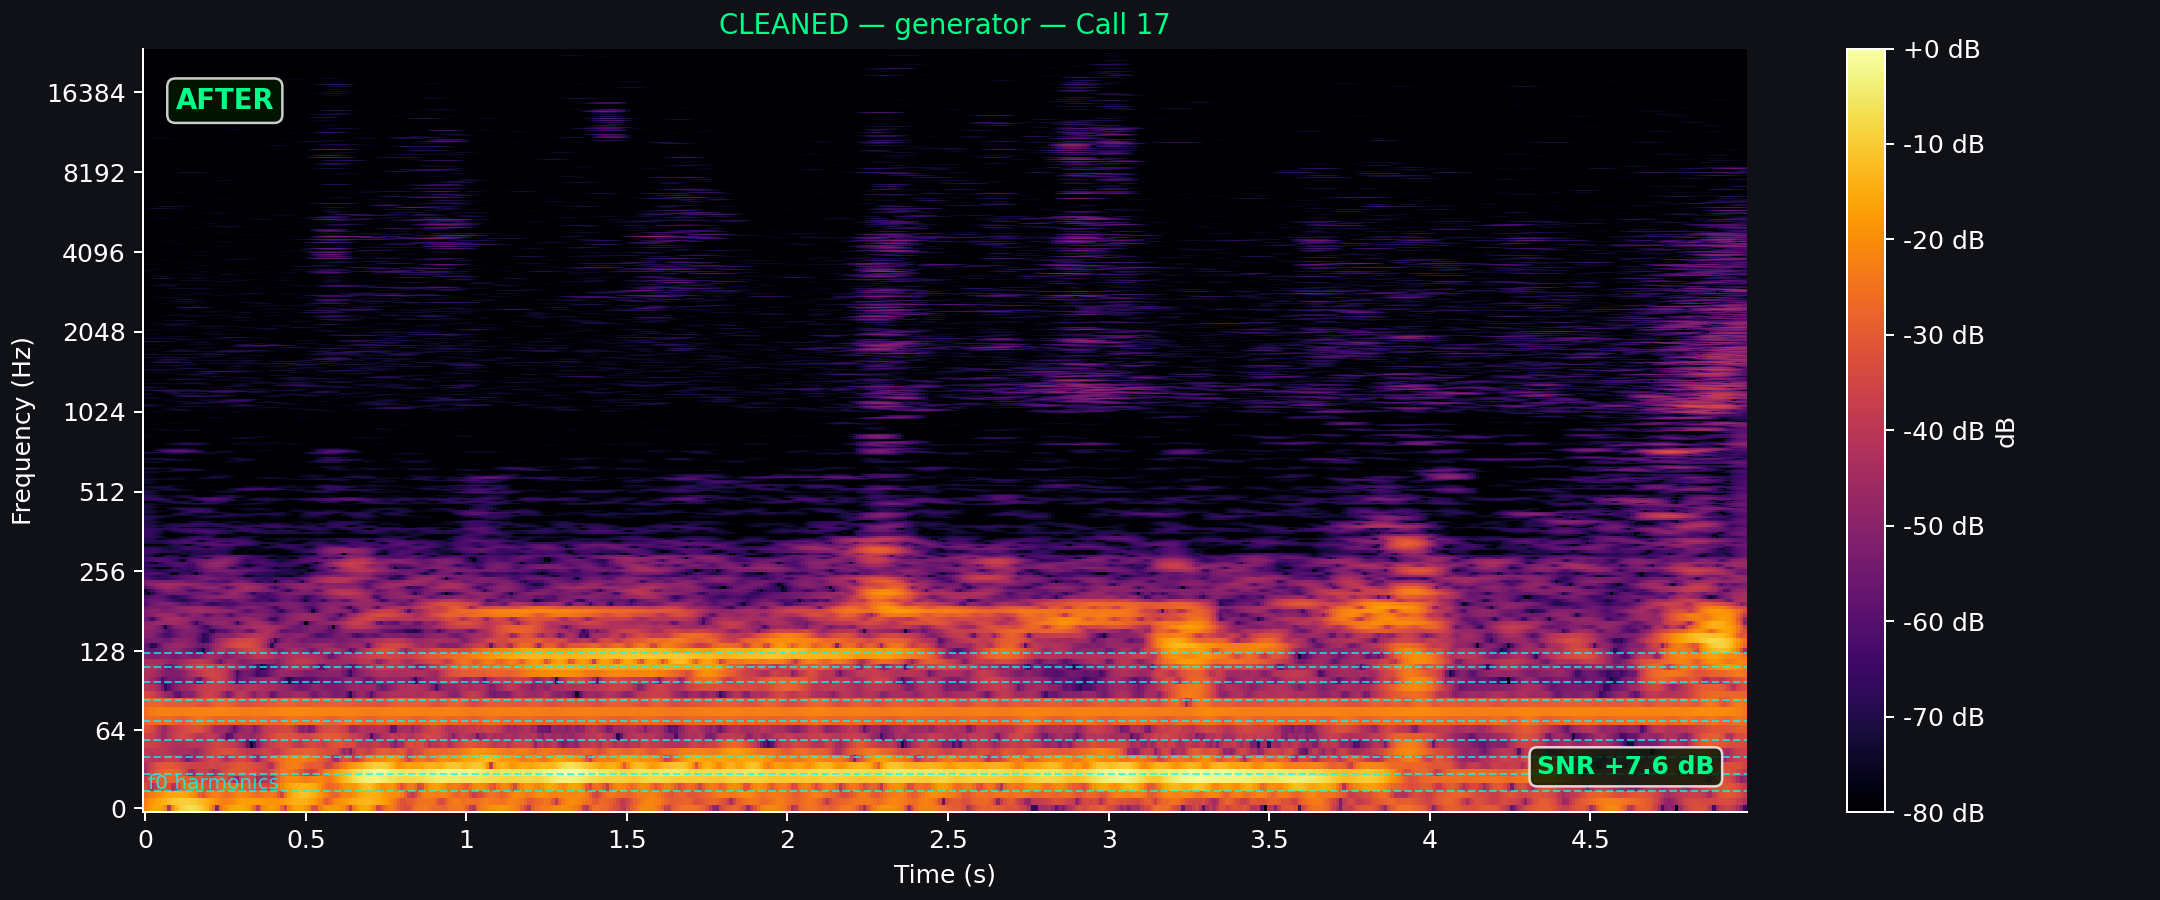 CLEANED — generator — Call 17
AFTER
16384
8192
4096
2048
1024
512
256
128
64
0
Frequency (Hz)
f0 harmonics
SNR +7.6 dB
0
0.5
1
1.5
2
2.5
3
3.5
4
4.5
Time (s)
+0 dB
-10 dB
-20 dB
-30 dB
-40 dB
-50 dB
-60 dB
-70 dB
-80 dB
dB